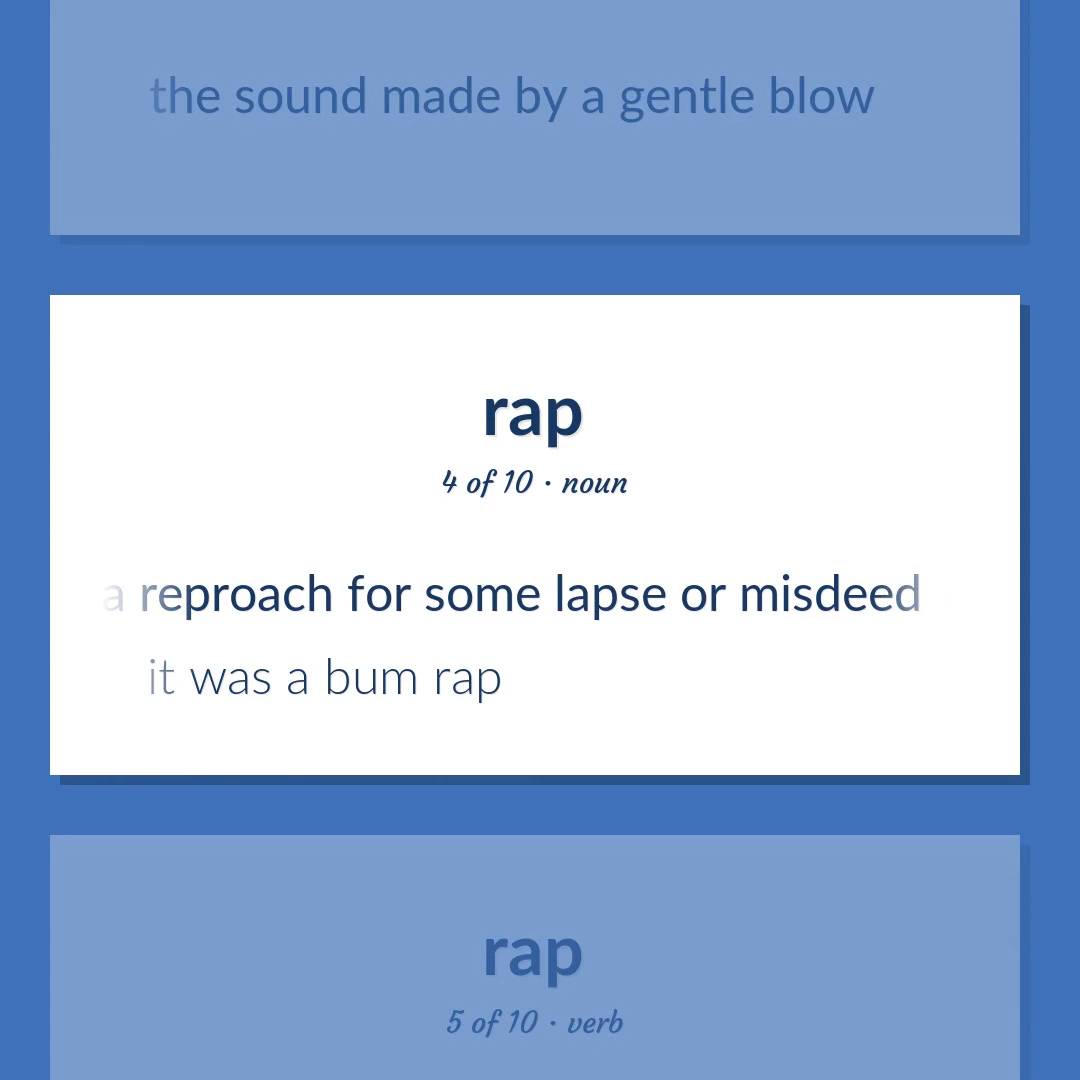 the sound made by a gentle blow
rap
4 of 10 · noun
a reproach for some lapse or misdeed
it was a bum rap
rap
5 of 10 · verb